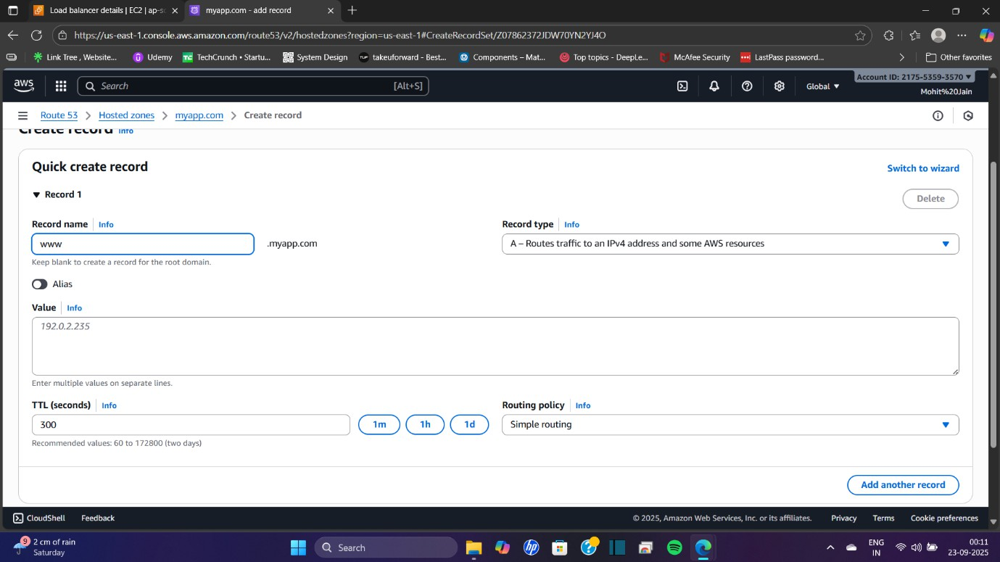 Load balancer details | EC2 | ap-so
myapp.com - add record
https://us-east-1.console.aws.amazon.com/route53/v2/hostedzones?region=us-east-1#CreateRecordSet/Z07862372JDW70YN2YJ4O
Link Tree , Website...
Udemy
TechCrunch • Startu...
System Design
takeuforward - Best...
Components – Mat...
Top topics - DeepLe...
McAfee Security
LastPass password...
Other favorites
aws
Search
[Alt+S]
Global
Account ID: 2175-5359-3570
Mohit%20Jain
Route 53
Hosted zones
myapp.com
Create record
Create record
Info
Quick create record
Switch to wizard
Record 1
Delete
Record name
Info
www
.myapp.com
Keep blank to create a record for the root domain.
Record type
Info
A – Routes traffic to an IPv4 address and some AWS resources
Alias
Value
Info
192.0.2.235
Enter multiple values on separate lines.
TTL (seconds)
Info
300
1m
1h
1d
Recommended values: 60 to 172800 (two days)
Routing policy
Info
Simple routing
Add another record
CloudShell
Feedback
© 2025, Amazon Web Services, Inc. or its affiliates.
Privacy
Terms
Cookie preferences
9
2 cm of rain
Saturday
Search
hp
ENG
IN
00:11
23-09-2025